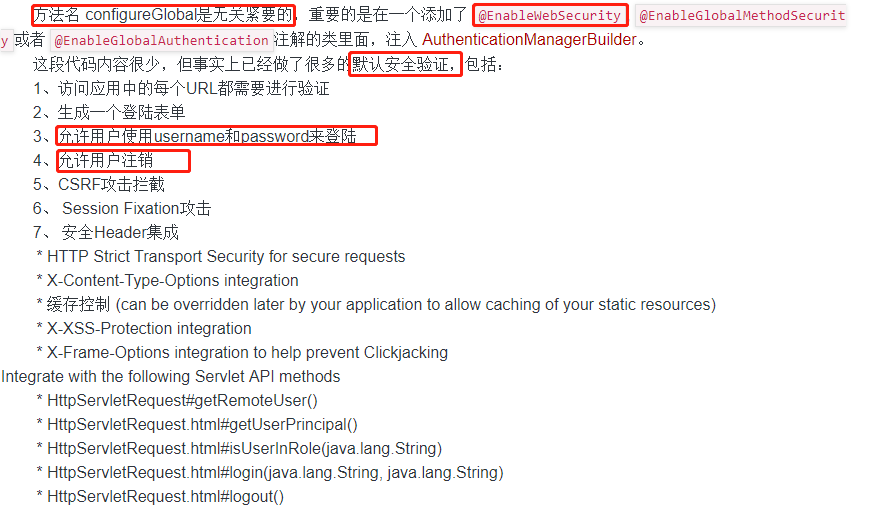 方法名 configureGlobal是无关紧要的，重要的是在一个添加了 @EnableWebSecurity @EnableGlobalMethodSecurit
y 或者 @EnableGlobalAuthentication 注解的类里面，注入 AuthenticationManagerBuilder。
这段代码内容很少，但事实上已经做了很多的默认安全验证，包括：
1、访问应用中的每个URL都需要进行验证
2、生成一个登陆表单
3、允许用户使用username和password来登陆
4、允许用户注销
5、CSRF攻击拦截
6、 Session Fixation攻击
7、 安全Header集成
* HTTP Strict Transport Security for secure requests
* X-Content-Type-Options integration
* 缓存控制 (can be overridden later by your application to allow caching of your static resources)
* X-XSS-Protection integration
* X-Frame-Options integration to help prevent Clickjacking
Integrate with the following Servlet API methods
* HttpServletRequest#getRemoteUser()
* HttpServletRequest.html#getUserPrincipal()
* HttpServletRequest.html#isUserInRole(java.lang.String)
* HttpServletRequest.html#login(java.lang.String, java.lang.String)
* HttpServletRequest.html#logout()